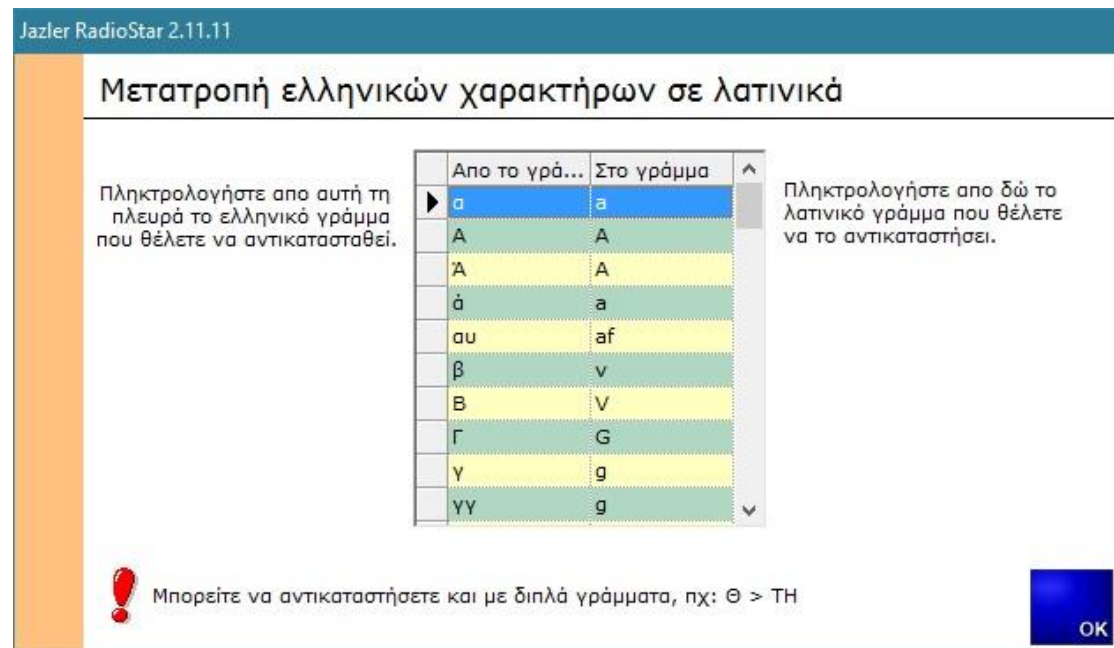 Jazler RadioStar 2.11.11
Μετατροπή ελληνικών χαρακτήρων σε λατινικά
Πληκτρολογήστε απο αυτή τη
πλευρά το ελληνικό γράμμα
που θέλετε να αντικατασταθεί.
Απο το γρά... Στο γράμμα
α a
Α A
Ά A
ά a
αυ af
β v
Β V
Γ G
γ g
γγ g
Πληκτρολογήστε απο δώ το
λατινικό γράμμα που θέλετε
να το αντικαταστήσει.
Μπορείτε να αντικαταστήσετε και με διπλά γράμματα, πχ: Θ > TH
OK